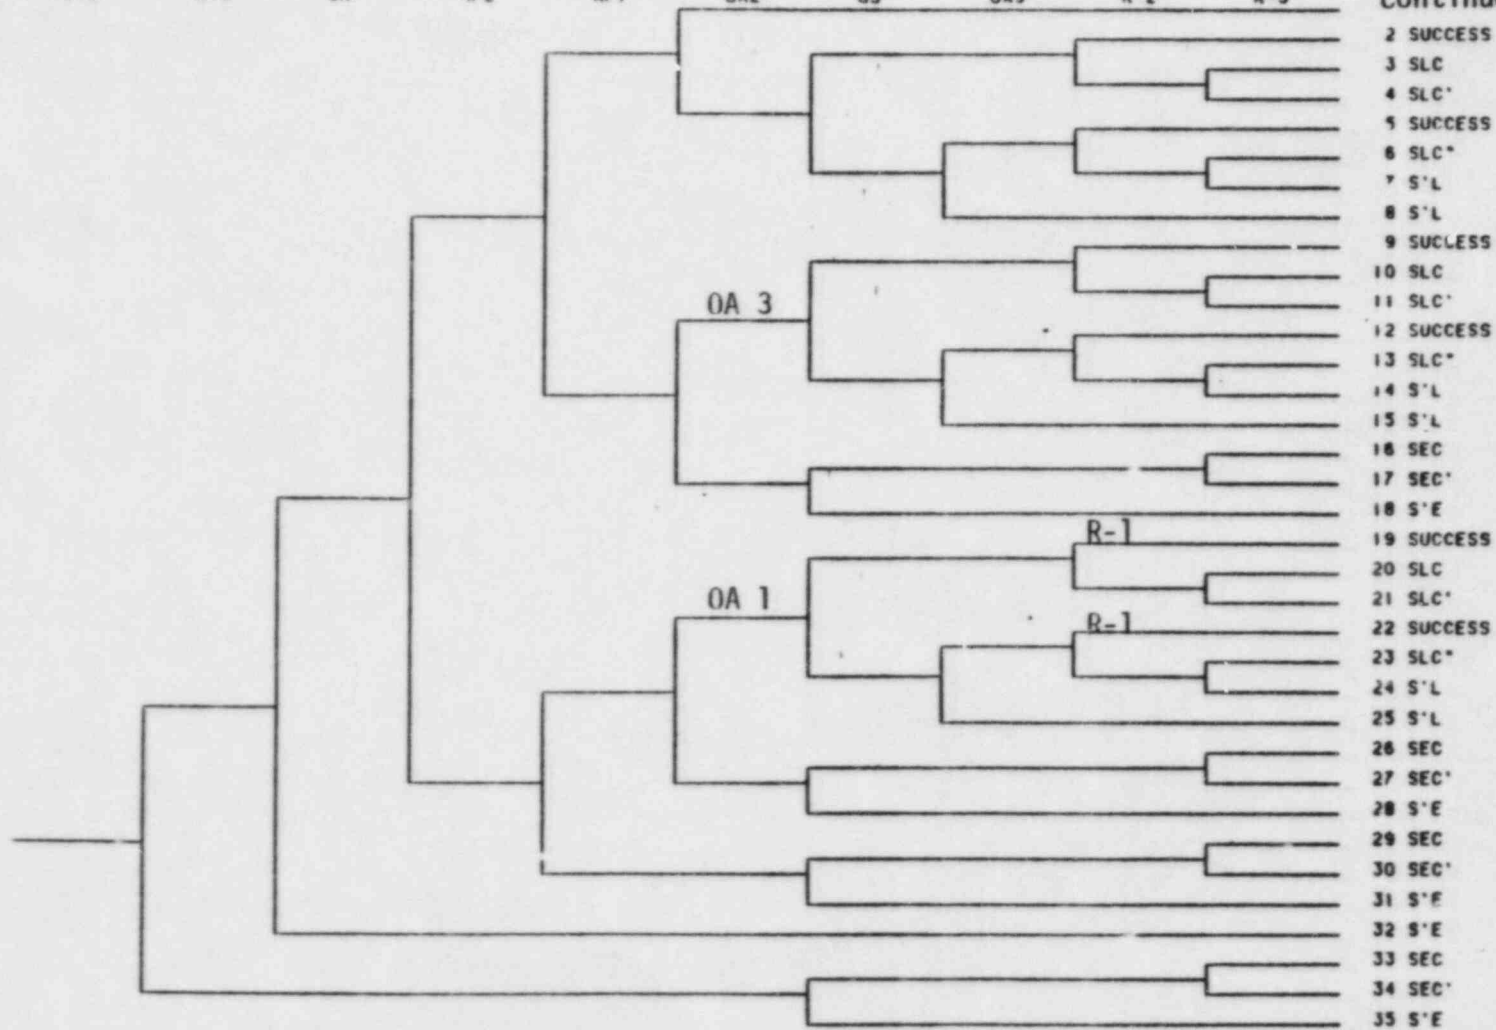 2 SUCCESS
3 SLC
4 SLC'
5 SUCCESS
6 SLC"
7 S'L
8 S'L
9 SUCCESS
10 SLC
OA 3
11 SLC'
12 SUCCESS
13 SLC"
14 S'L
15 S'L
16 SEC
17 SEC'
18 S'E
R-1
19 SUCCESS
20 SLC
OA 1
21 SLC'
R-1
22 SUCCESS
23 SLC"
24 S'L
25 S'L
26 SEC
27 SEC'
28 S'E
29 SEC
30 SEC'
31 S'E
32 S'E
33 SEC
34 SEC'
35 S'E